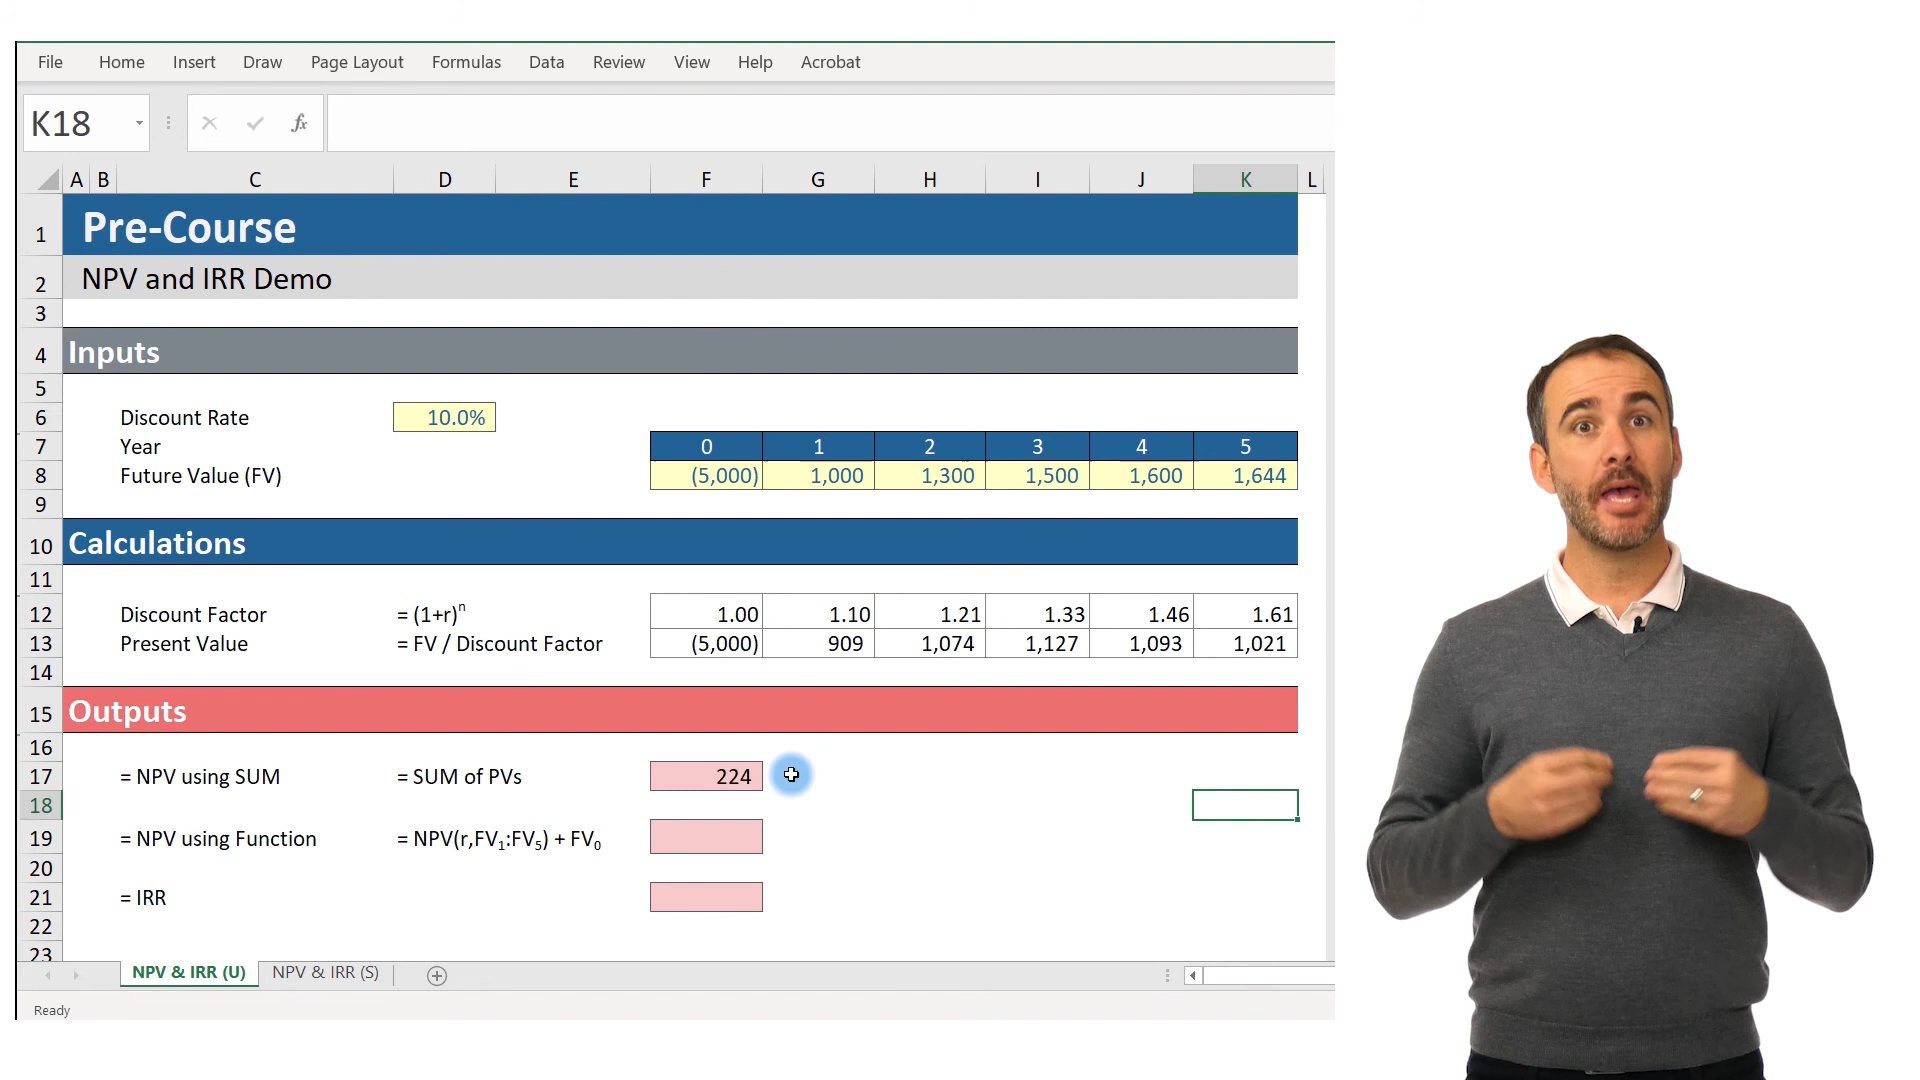 File Home Insert Draw Page Layout Formulas Data Review View Help Acrobat
K18 fx
A B C D E F G H I J K L
1 Pre-Course
2 NPV and IRR Demo
3
4 Inputs
5
6 Discount Rate 10.0%
7 Year 0 1 2 3 4 5
8 Future Value (FV) (5,000) 1,000 1,300 1,500 1,600 1,644
9
10 Calculations
11
12 Discount Factor = (1+r)ⁿ 1.00 1.10 1.21 1.33 1.46 1.61
13 Present Value = FV / Discount Factor (5,000) 909 1,074 1,127 1,093 1,021
14
15 Outputs
16
17 = NPV using SUM = SUM of PVs 224
18
19 = NPV using Function = NPV(r,FV₁:FV₅) + FV₀
20
21 = IRR
22
23
NPV & IRR (U) NPV & IRR (S)
Ready